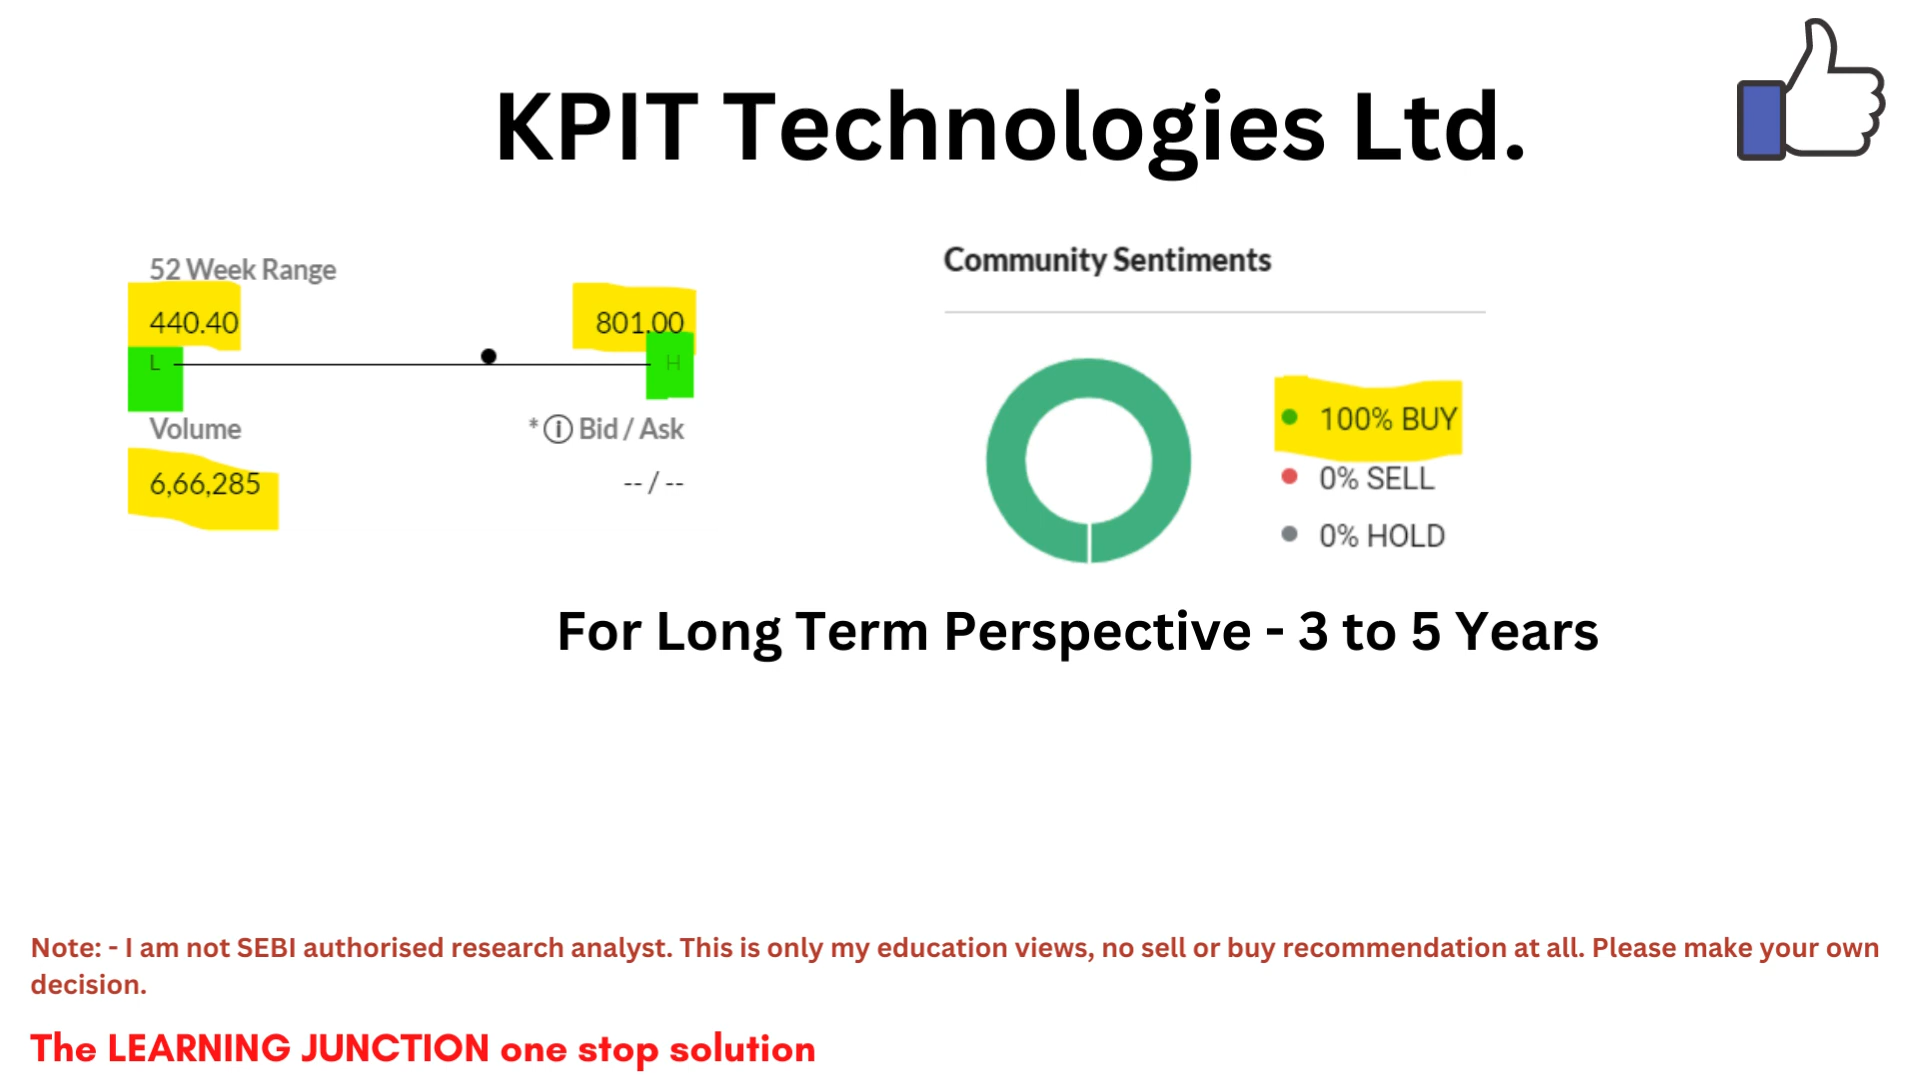 KPIT Technologies Ltd.
52 Week Range
440.40
801.00
L
H
Volume
* ⓘ Bid / Ask
6,66,285
-- / --
Community Sentiments
100% BUY
0% SELL
0% HOLD
For Long Term Perspective - 3 to 5 Years
Note: - I am not SEBI authorised research analyst. This is only my education views, no sell or buy recommendation at all. Please make your own
decision.
The LEARNING JUNCTION one stop solution